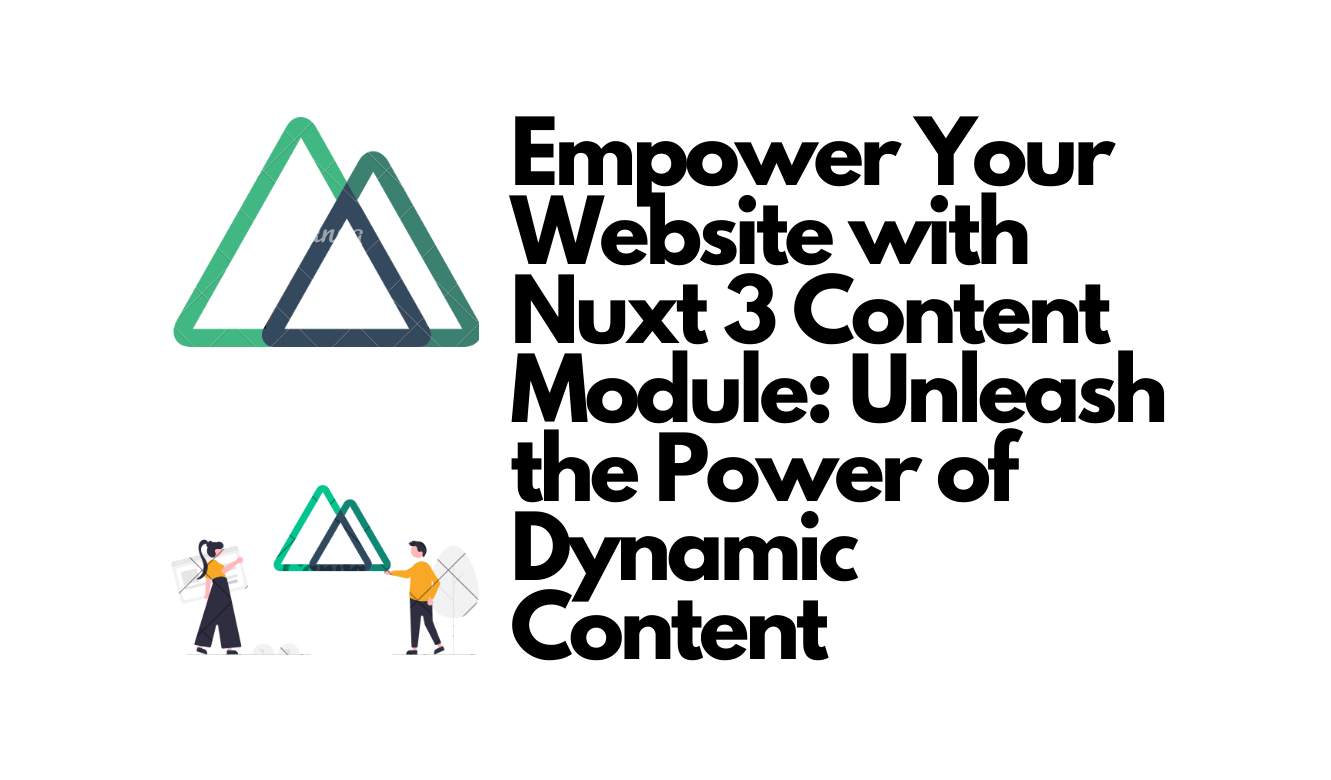 Empower Your
Website with
Nuxt 3 Content
Module: Unleash
the Power of
Dynamic
Content